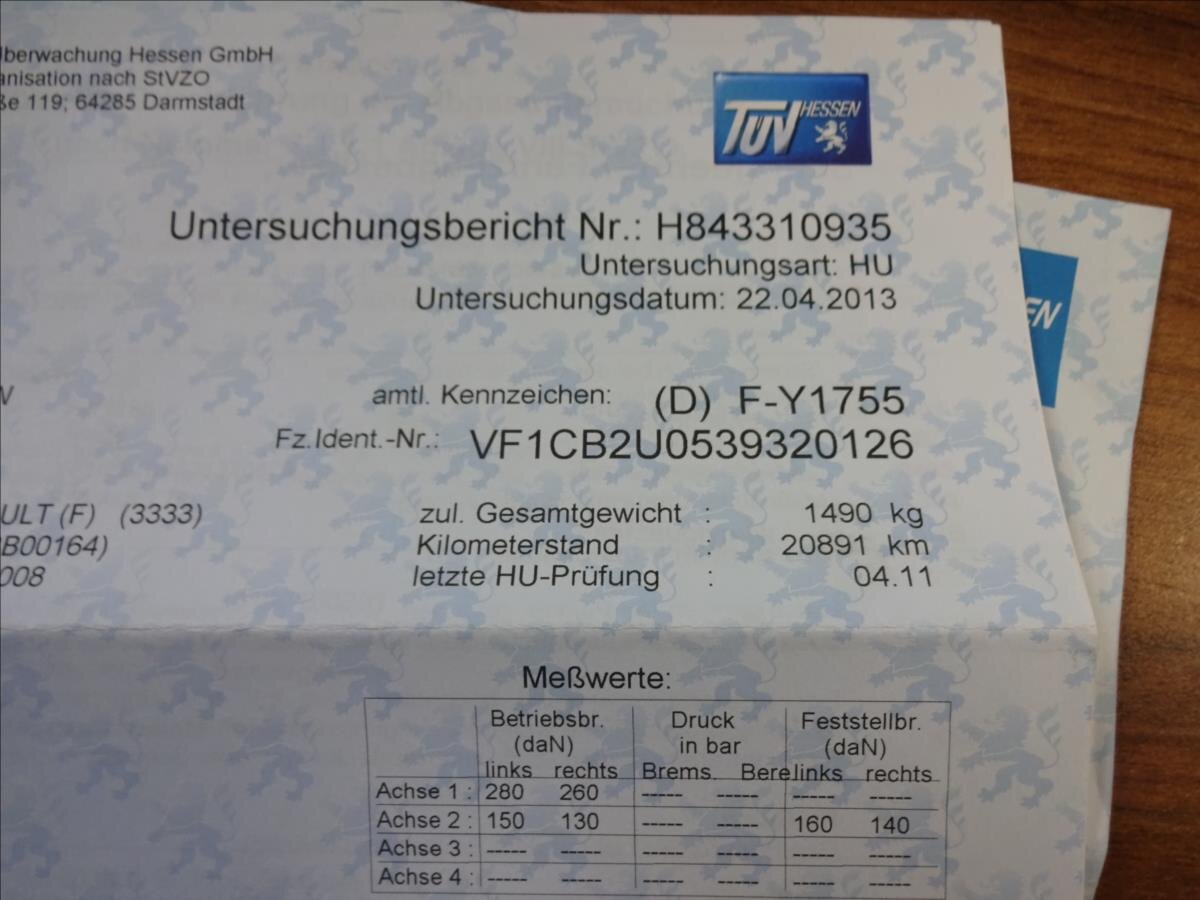 berwachung Hessen GmbH
anisation nach StVZO
ße 119; 64285 Darmstadt
TÜV HESSEN
Untersuchungsbericht Nr.: H843310935
Untersuchungsart: HU
Untersuchungsdatum: 22.04.2013
EN
amtl. Kennzeichen: (D) F-Y1755
Fz.Ident.-Nr.: VF1CB2U0539320126
ULT (F) (3333) zul. Gesamtgewicht : 1490 kg
B00164) Kilometerstand : 20891 km
008 letzte HU-Prüfung : 04.11
Meßwerte:
Betriebsbr. Druck Feststellbr.
(daN) in bar (daN)
links rechts Brems. Bere links rechts
Achse 1 : 280 260 ----- ----- ----- -----
Achse 2 : 150 130 ----- ----- 160 140
Achse 3 : ----- ----- ----- ----- ----- -----
Achse 4 : ----- ----- ----- ----- ----- -----